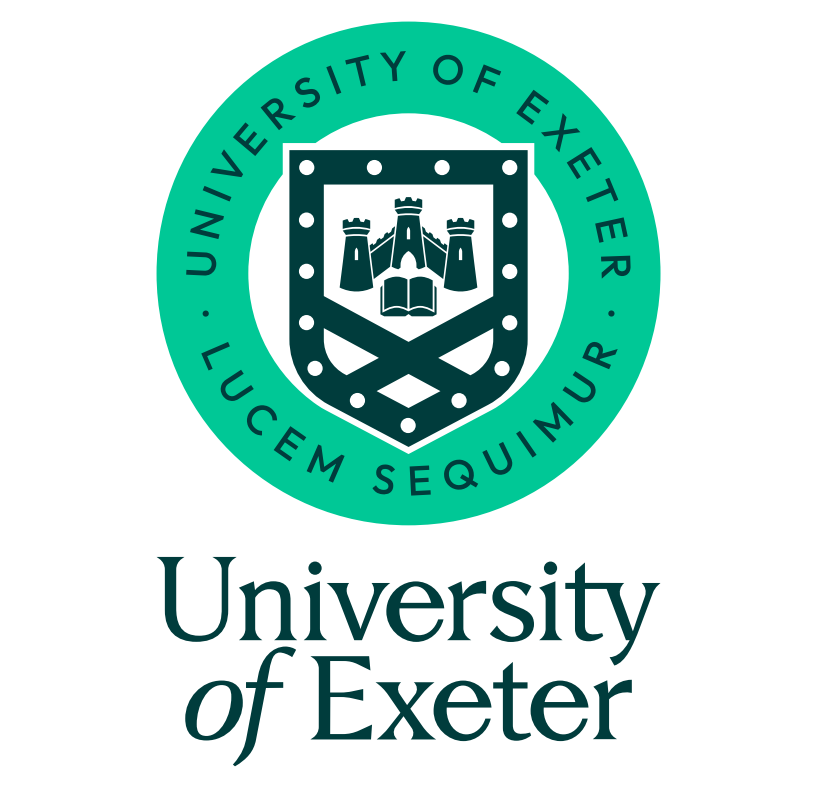 UNIVERSITY OF EXETER
· LUCEM SEQUIMUR ·
University
of Exeter